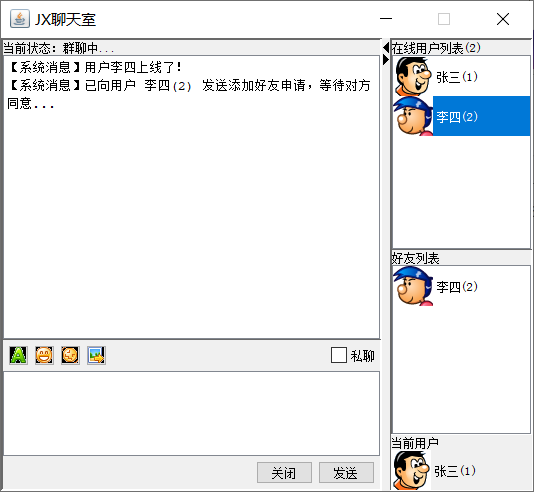 JX聊天室
当前状态：群聊中...
【系统消息】用户李四上线了！
【系统消息】已向用户 李四(2) 发送添加好友申请，等待对方
同意...
私聊
关闭
发送
在线用户列表(2)
张三(1)
李四(2)
好友列表
李四(2)
当前用户
张三(1)